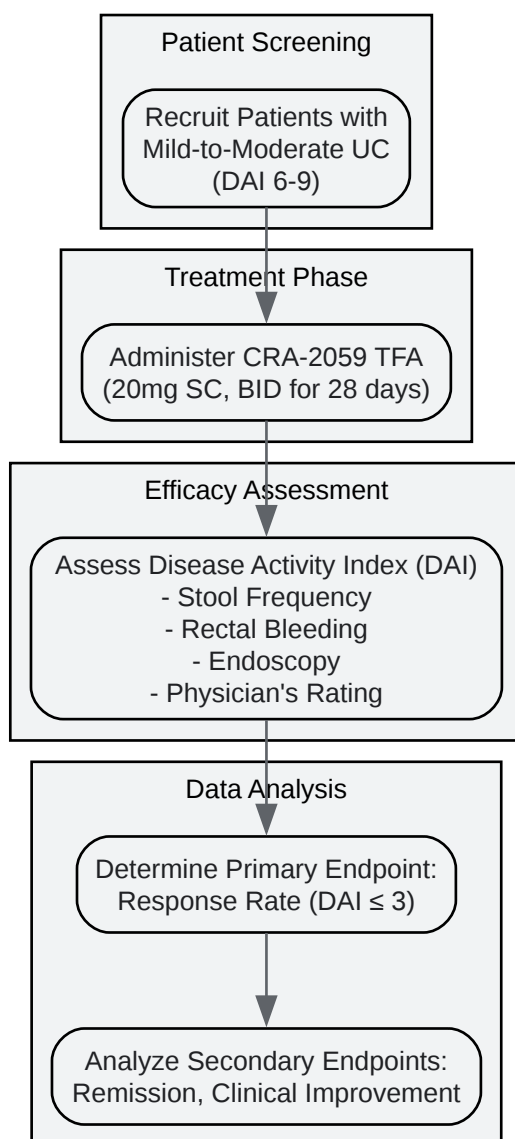 Patient Screening
Recruit Patients with
Mild-to-Moderate UC
(DAI 6-9)
Treatment Phase
Administer CRA-2059 TFA
(20mg SC, BID for 28 days)
Efficacy Assessment
Assess Disease Activity Index (DAI)
- Stool Frequency
- Rectal Bleeding
- Endoscopy
- Physician's Rating
Data Analysis
Determine Primary Endpoint:
Response Rate (DAI ≤ 3)
Analyze Secondary Endpoints:
Remission, Clinical Improvement